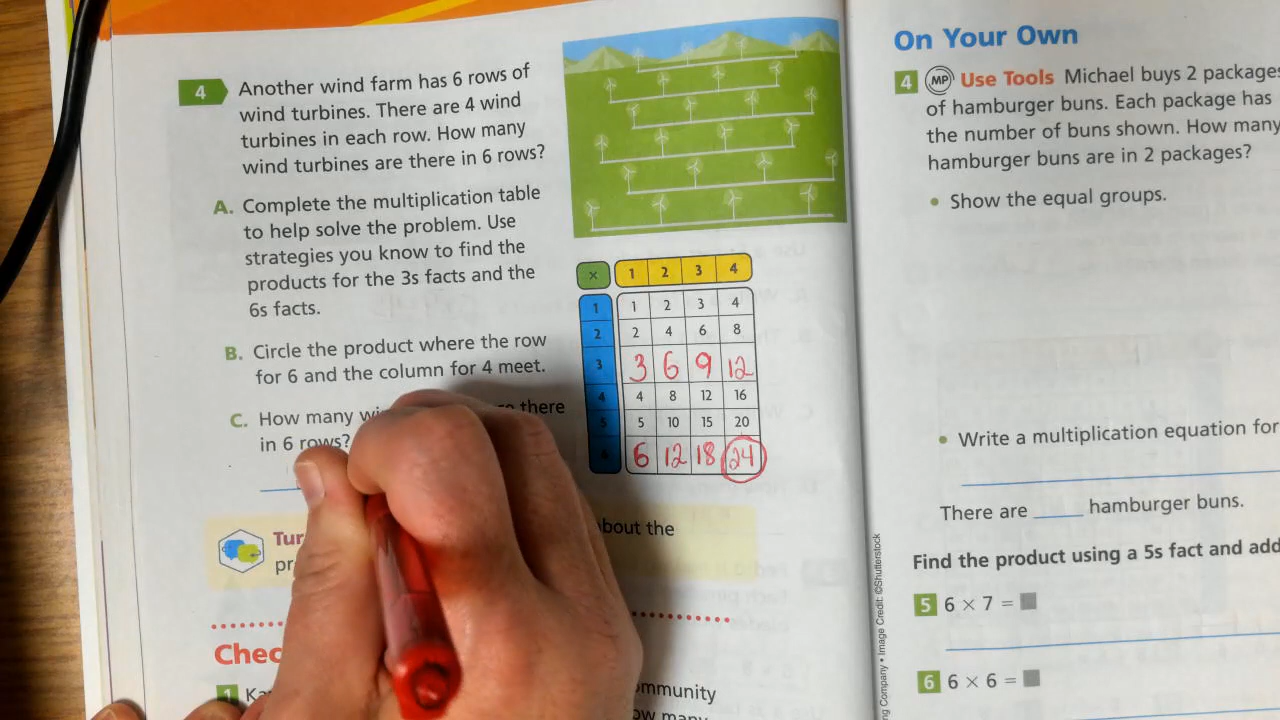 4 Another wind farm has 6 rows of
wind turbines. There are 4 wind
turbines in each row. How many
wind turbines are there in 6 rows?
A. Complete the multiplication table
to help solve the problem. Use
strategies you know to find the
products for the 3s facts and the
6s facts.
B. Circle the product where the row
for 6 and the column for 4 meet.
C. How many there
in 6 rows?
× 1 2 3 4
1 1 2 3 4
2 2 4 6 8
3 3 6 9 12
4 4 8 12 16
5 5 10 15 20
6 6 12 18 24
about the
On Your Own
4 MP Use Tools Michael buys 2 packages
of hamburger buns. Each package has
the number of buns shown. How many
hamburger buns are in 2 packages?
• Show the equal groups.
• Write a multiplication equation for
There are _____ hamburger buns.
Find the product using a 5s fact and
5 6 × 7 = ■
6 6 × 6 = ■
Company • Image Credit: ©Shutterstock